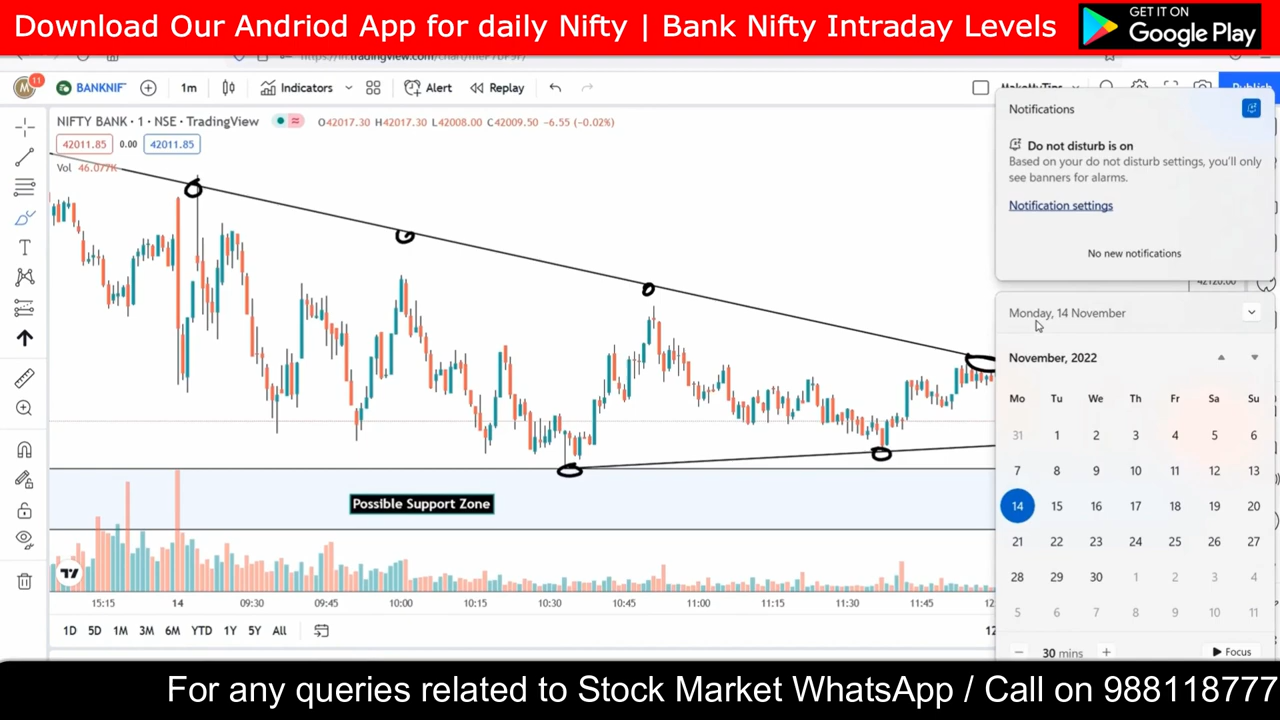 Download Our Andriod App for daily Nifty | Bank Nifty Intraday Levels
GET IT ON
Google Play
M 11 BANKNIF 1m Indicators Alert Replay
NIFTY BANK · 1 · NSE · TradingView O42017.30 H42017.30 L42008.00 C42009.50 -6.55 (-0.02%)
42011.85 0.00 42011.85
Vol 46.077K
Notifications
Do not disturb is on
Based on your do not disturb settings, you'll only
see banners for alarms.
Notification settings
No new notifications
Monday, 14 November
November, 2022
Mo Tu We Th Fr Sa Su
31 1 2 3 4 5 6
7 8 9 10 11 12 13
14 15 16 17 18 19 20
21 22 23 24 25 26 27
28 29 30 1 2 3 4
5 6 7 8 9 10 11
30 mins Focus
Possible Support Zone
15:15 14 09:30 09:45 10:00 10:15 10:30 10:45 11:00 11:15 11:30 11:45 12:
1D 5D 1M 3M 6M YTD 1Y 5Y All 12
For any queries related to Stock Market WhatsApp / Call on 988118777